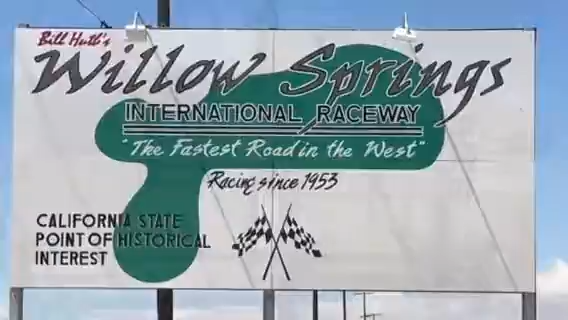 Bill Huth's
Willow Springs
INTERNATIONAL RACEWAY
"The Fastest Road in the West"
Racing since 1953
CALIFORNIA STATE
POINT OF HISTORICAL
INTEREST